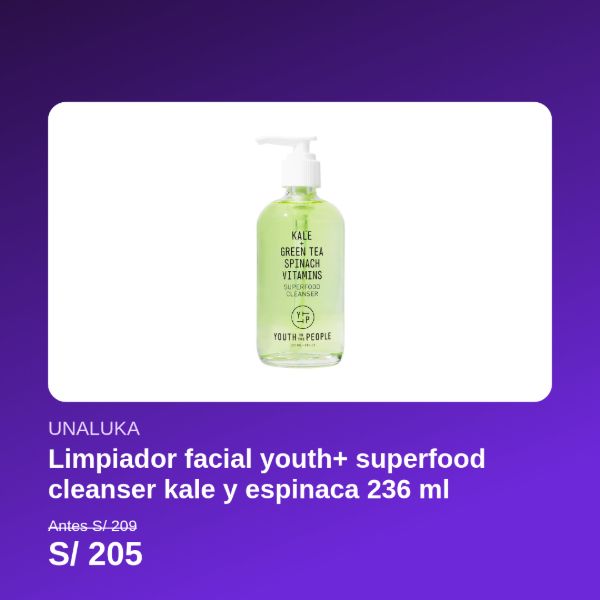 KALE
+
GREEN TEA
SPINACH
VITAMINS
SUPERFOOD
CLEANSER
Y
T P
YOUTH TO THE PEOPLE
UNALUKA
Limpiador facial youth+ superfood
cleanser kale y espinaca 236 ml
Antes S/ 209
S/ 205